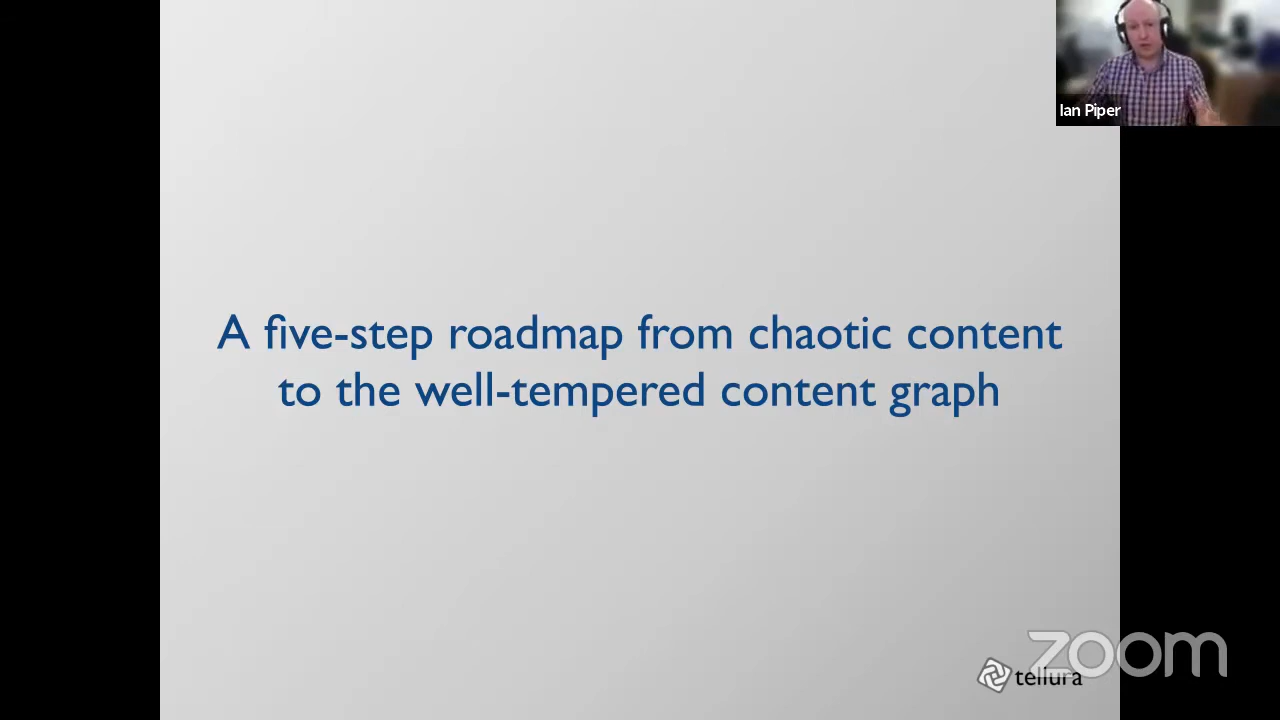 Ian Piper
A five-step roadmap from chaotic content
to the well-tempered content graph
zoom
tellura